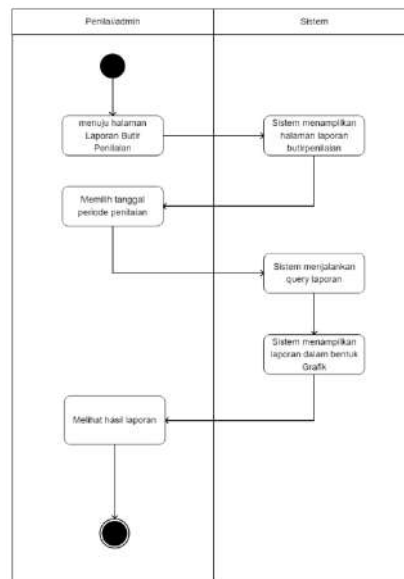 Penilai/admin
Sistem
menuju halaman
Laporan Butir
Penilaian
Sistem menampilkan
halaman laporan
butirpenilaian
Memilih tanggal
periode penilaian
Sistem menjalankan
query laporan
Sistem menampilkan
laporan dalam bentuk
Grafik
Melihat hasil laporan